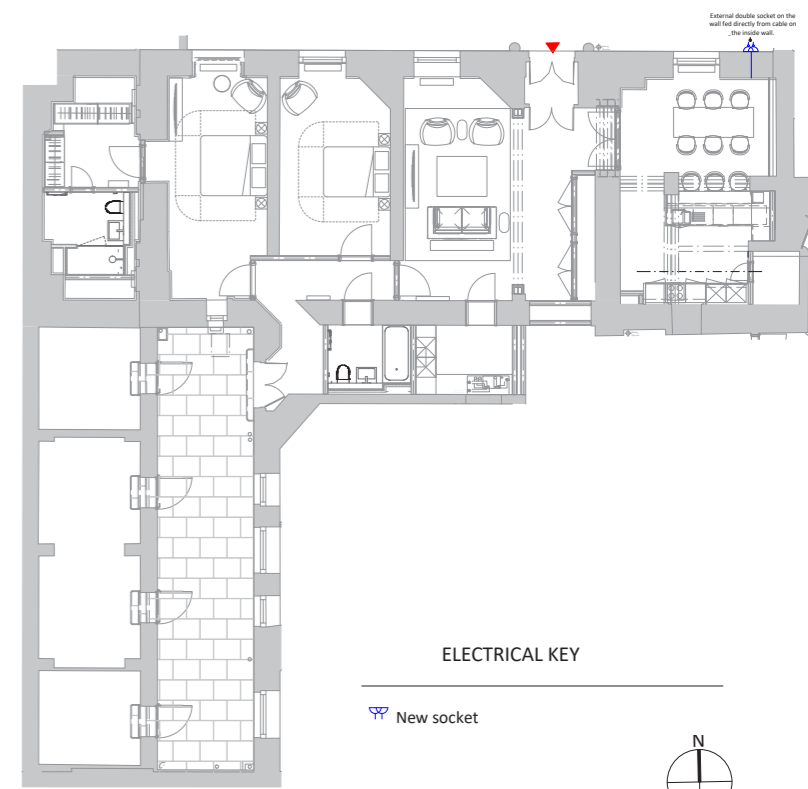 External double socket on the
wall fed directly from cable on
the inside wall.
ELECTRICAL KEY
New socket
N